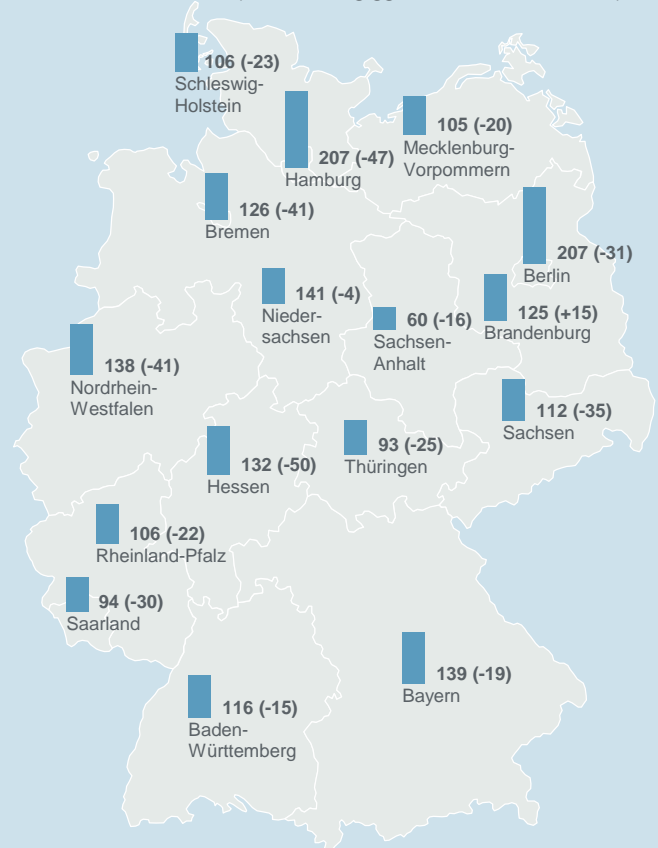 106 (-23)
Schleswig-
Holstein
105 (-20)
Mecklenburg-
Vorpommern
207 (-47)
Hamburg
126 (-41)
Bremen
207 (-31)
Berlin
141 (-4)
Nieder-
sachsen
60 (-16)
Sachsen-
Anhalt
125 (+15)
Brandenburg
138 (-41)
Nordrhein-
Westfalen
112 (-35)
Sachsen
132 (-50)
Hessen
93 (-25)
Thüringen
106 (-22)
Rheinland-Pfalz
94 (-30)
Saarland
139 (-19)
Bayern
116 (-15)
Baden-
Württemberg